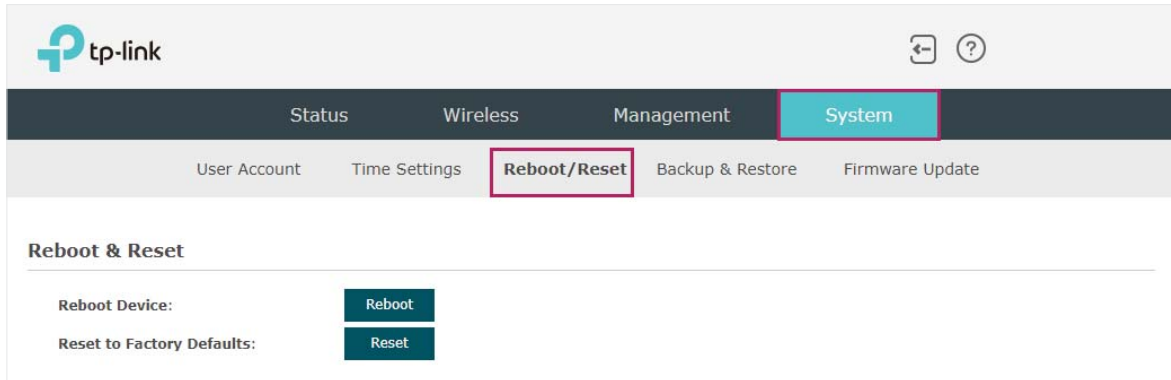 tp-link
?
Status Wireless Management System
User Account Time Settings Reboot/Reset Backup & Restore Firmware Update
Reboot & Reset
Reboot Device: Reboot
Reset to Factory Defaults: Reset